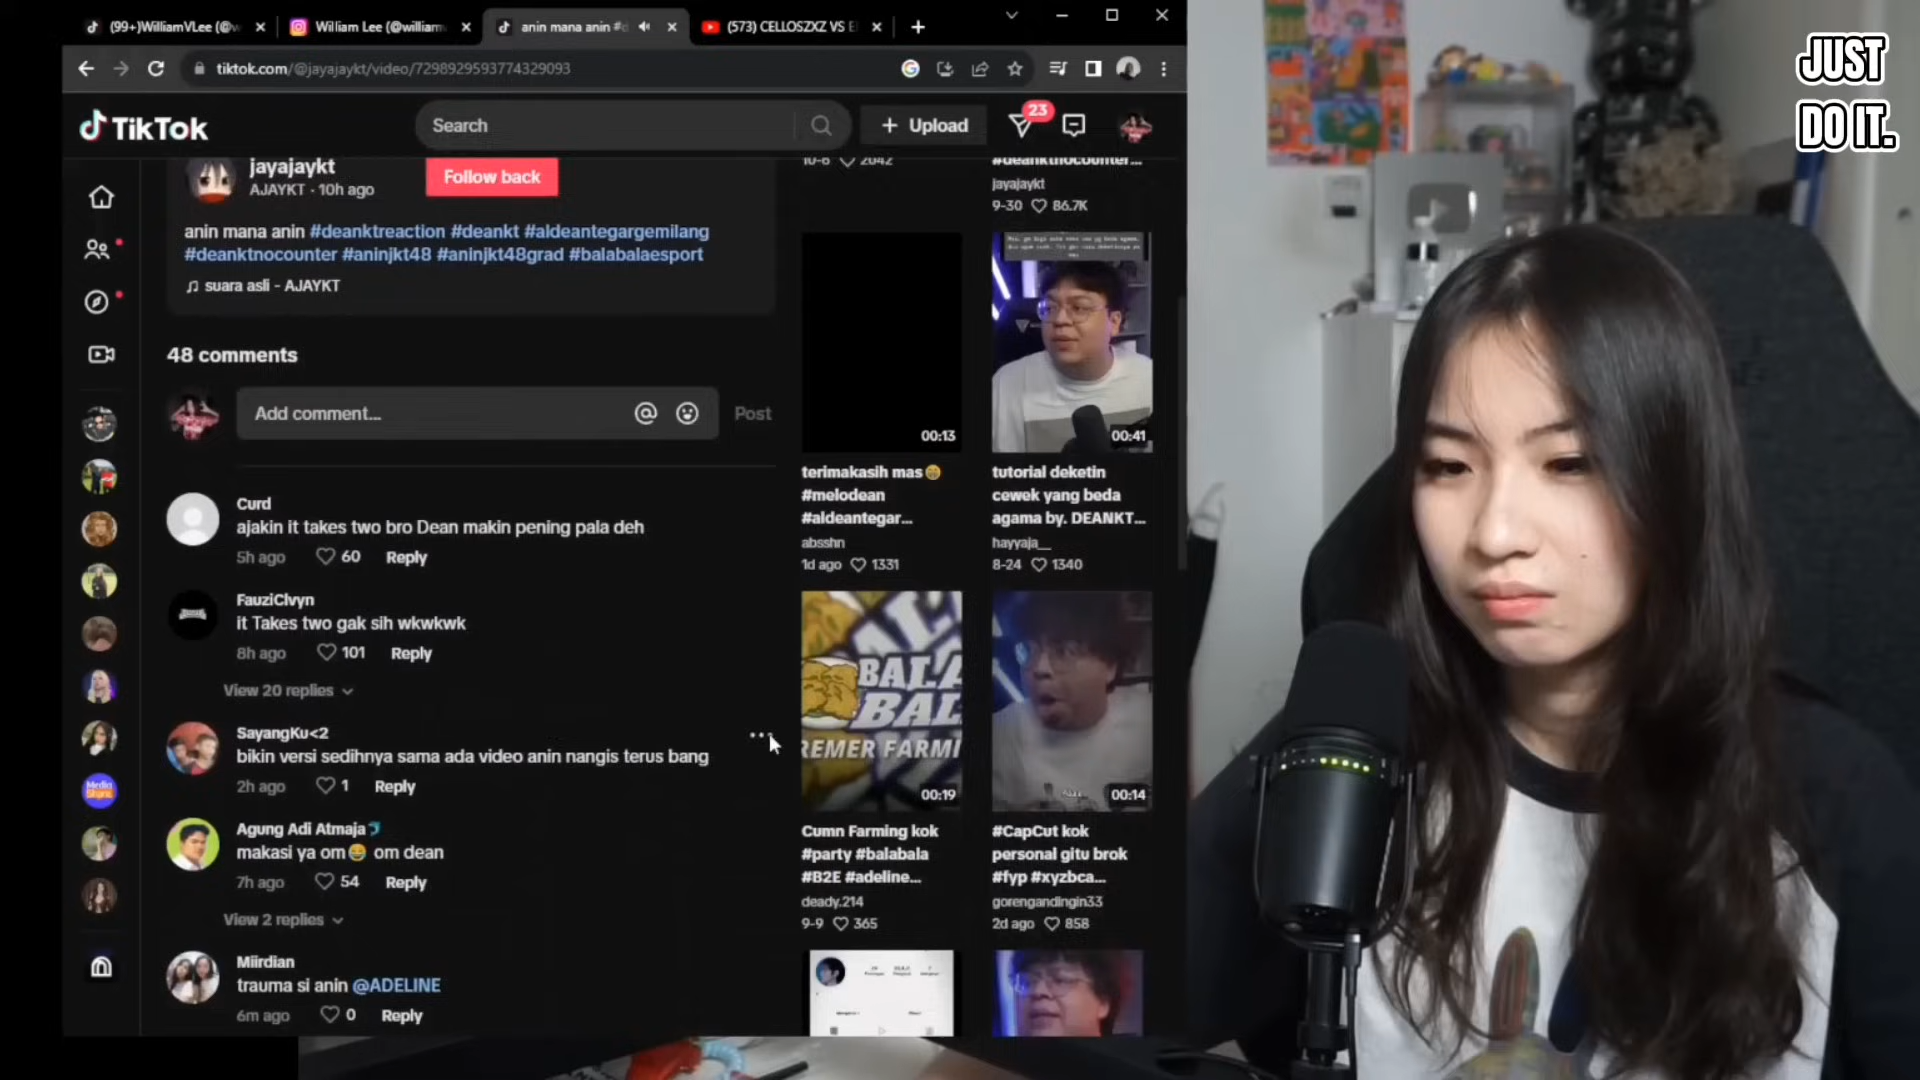 (99+)WilliamVLee (@w
William Lee (@william
anin mana anin #d
(573) CELLOSZXZ VS E
tiktok.com/@jayajaykt/video/7298929593774329093
JUST
DO IT.
TikTok
Search
+ Upload
23
jayajaykt
AJAYKT · 10h ago
Follow back
anin mana anin #deanktreaction #deankt #aldeantegargemilang
#deanktnocounter #aninjkt48 #aninjkt48grad #balabalaesport
suara asli - AJAYKT
48 comments
Add comment...
Post
Curd
ajakin it takes two bro Dean makin pening pala deh
5h ago 60 Reply
FauziClvyn
it Takes two gak sih wkwkwk
8h ago 101 Reply
View 20 replies
SayangKu<2
bikin versi sedihnya sama ada video anin nangis terus bang
2h ago 1 Reply
Agung Adi Atmaja
makasi ya om😄 om dean
7h ago 54 Reply
View 2 replies
Miirdian
trauma si anin @ADELINE
6m ago 0 Reply
10-6 2042
#deanktnocounter...
jayajaykt
9-30 86.7K
00:13
terimakasih mas😄
#melodean
#aldeantegar...
absshn
1d ago 1331
00:41
tutorial deketin
cewek yang beda
agama by. DEANKT...
hayyaja__
8-24 1340
BALA
BAL
REMER FARMI
00:19
Cumn Farming kok
#party #balabala
#B2E #adeline...
deady.214
9-9 365
00:14
#CapCut kok
personal gitu brok
#fyp #xyzbca...
gorengandingin33
2d ago 858